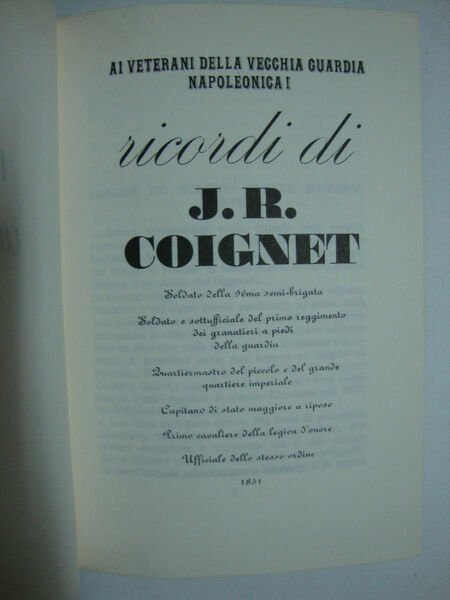 AI VETERANI DELLA VECCHIA GUARDIA
NAPOLEONICA!
ricordi di
J. R.
COIGNET
Soldato della 96ma semi-brigata
Soldato e sottufficiale del primo reggimento
dei granatieri a piedi
della guardia
Quartiermastro del piccolo e del grande
quartiere imperiale
Capitano di stato maggiore a riposo
Primo cavaliere della legion d'onore
Ufficiale dello stesso ordine
1851